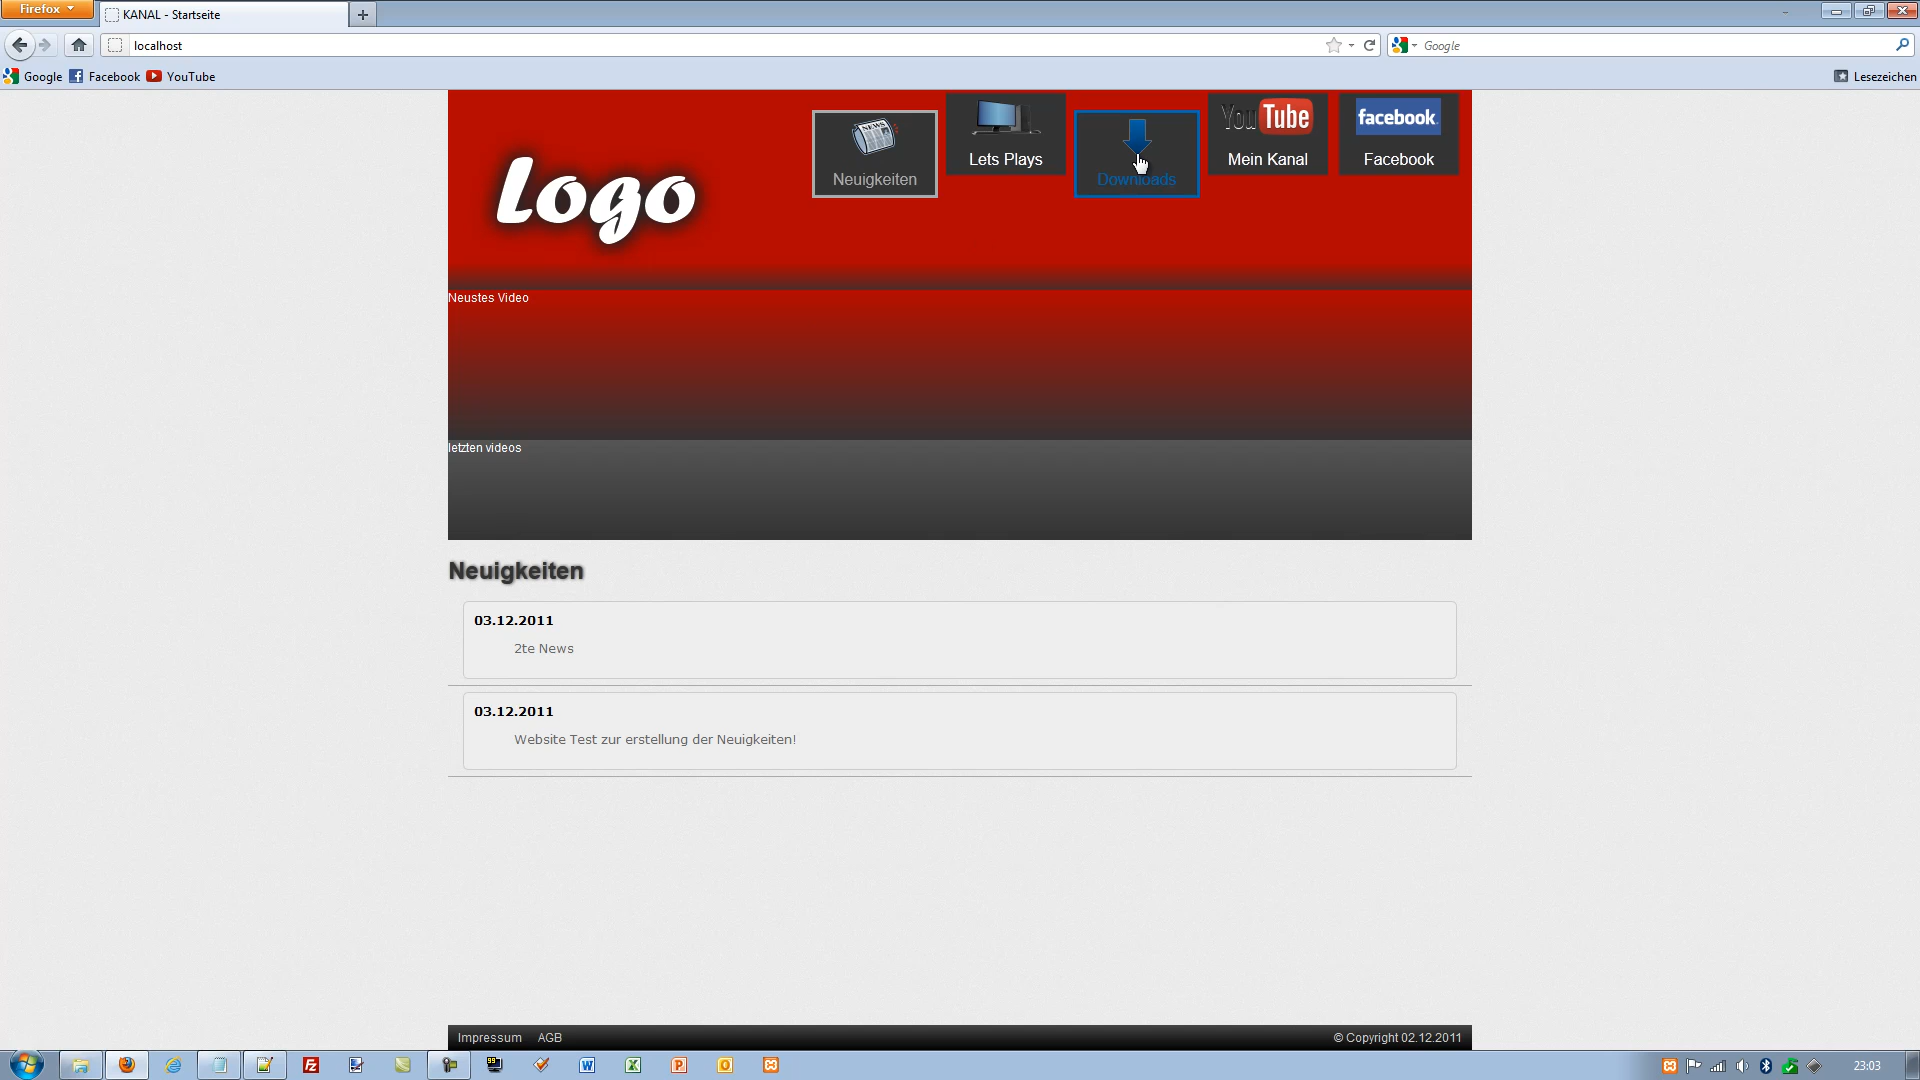 Firefox
KANAL - Startseite
localhost
Google
Google Facebook YouTube
Lesezeichen
Logo
NEWS
Neuigkeiten
Lets Plays
Downloads
YouTube
Mein Kanal
facebook
Facebook
Neustes Video
letzten videos
Neuigkeiten
03.12.2011
2te News
03.12.2011
Website Test zur erstellung der Neuigkeiten!
Impressum AGB
© Copyright 02.12.2011
23:03